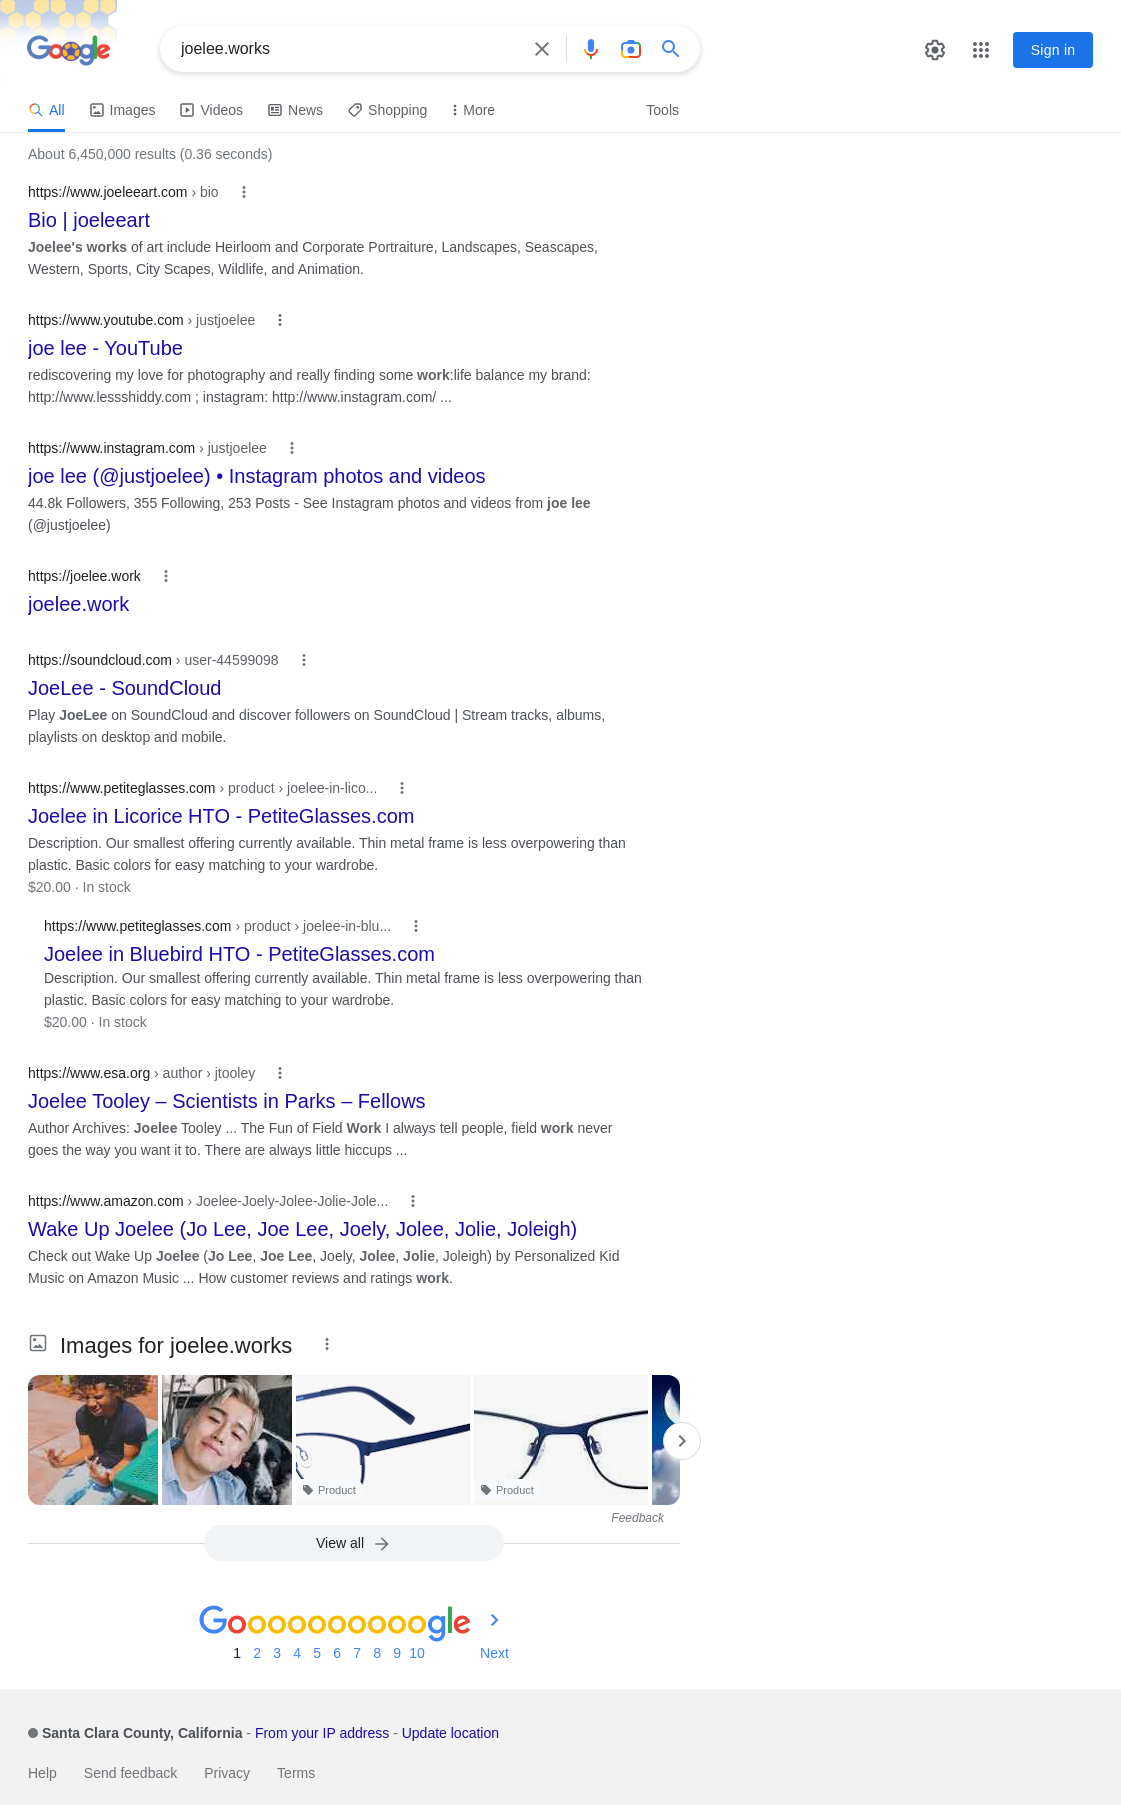 Google
joelee.works
Sign in
All Images Videos News Shopping More Tools
About 6,450,000 results (0.36 seconds)
https://www.joeleeart.com › bio
Bio | joeleeart
Joelee's works of art include Heirloom and Corporate Portraiture, Landscapes, Seascapes,
Western, Sports, City Scapes, Wildlife, and Animation.
https://www.youtube.com › justjoelee
joe lee - YouTube
rediscovering my love for photography and really finding some work:life balance my brand:
http://www.lessshiddy.com ; instagram: http://www.instagram.com/ ...
https://www.instagram.com › justjoelee
joe lee (@justjoelee) • Instagram photos and videos
44.8k Followers, 355 Following, 253 Posts - See Instagram photos and videos from joe lee
(@justjoelee)
https://joelee.work
joelee.work
https://soundcloud.com › user-44599098
JoeLee - SoundCloud
Play JoeLee on SoundCloud and discover followers on SoundCloud | Stream tracks, albums,
playlists on desktop and mobile.
https://www.petiteglasses.com › product › joelee-in-lico...
Joelee in Licorice HTO - PetiteGlasses.com
Description. Our smallest offering currently available. Thin metal frame is less overpowering than
plastic. Basic colors for easy matching to your wardrobe.
$20.00 · In stock
https://www.petiteglasses.com › product › joelee-in-blu...
Joelee in Bluebird HTO - PetiteGlasses.com
Description. Our smallest offering currently available. Thin metal frame is less overpowering than
plastic. Basic colors for easy matching to your wardrobe.
$20.00 · In stock
https://www.esa.org › author › jtooley
Joelee Tooley – Scientists in Parks – Fellows
Author Archives: Joelee Tooley ... The Fun of Field Work I always tell people, field work never
goes the way you want it to. There are always little hiccups ...
https://www.amazon.com › Joelee-Joely-Jolee-Jolie-Jole...
Wake Up Joelee (Jo Lee, Joe Lee, Joely, Jolee, Jolie, Joleigh)
Check out Wake Up Joelee (Jo Lee, Joe Lee, Joely, Jolee, Jolie, Joleigh) by Personalized Kid
Music on Amazon Music ... How customer reviews and ratings work.
Images for joelee.works
Product Product
Feedback
View all
Goooooooooogle
1 2 3 4 5 6 7 8 9 10 Next
Santa Clara County, California - From your IP address - Update location
Help Send feedback Privacy Terms